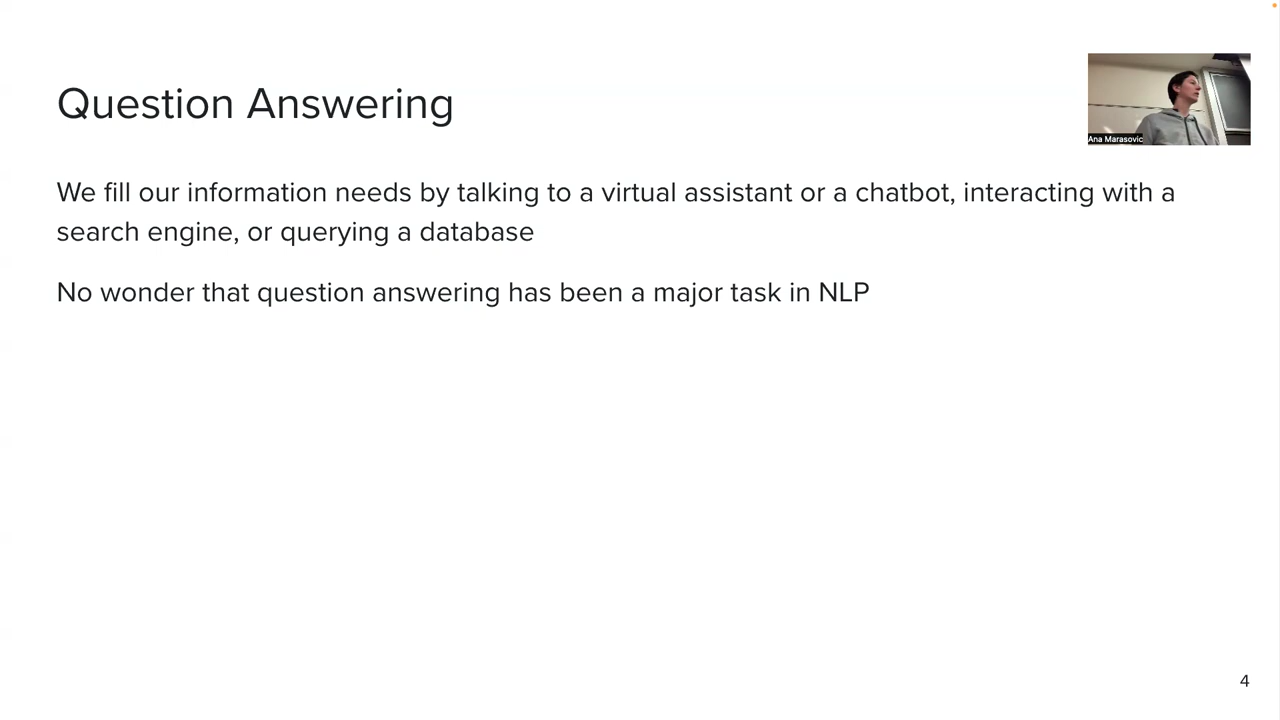 Question Answering
Ana Marasovic
We fill our information needs by talking to a virtual assistant or a chatbot, interacting with a
search engine, or querying a database
No wonder that question answering has been a major task in NLP
4